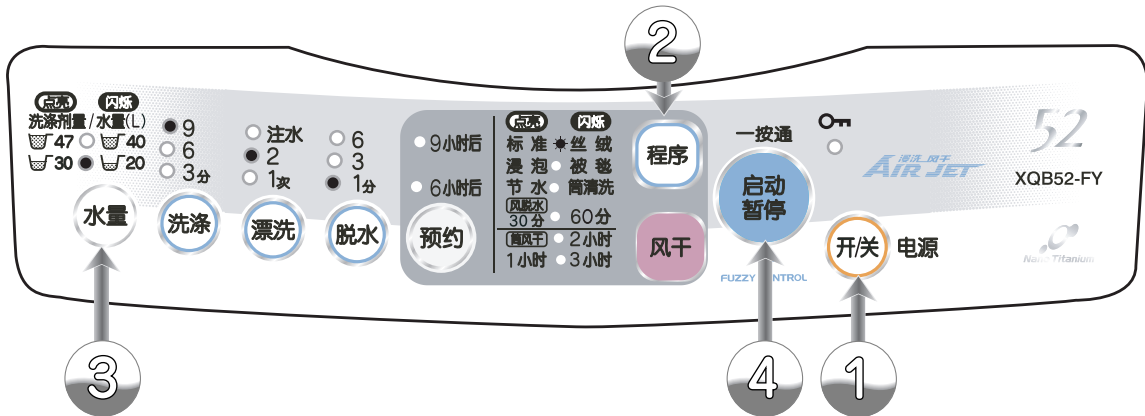 2
点亮 闪烁
洗涤剂量/水量(L)
47 40
30 20
水量
9
6
3分
洗涤
注水
2
1次
漂洗
6
3
1分
脱水
9小时后
6小时后
预约
点亮 闪烁
标准 丝绒
浸泡 被毯
节水 筒清洗
风脱水
30分 60分
筒风干 2小时
1小时 3小时
程序
风干
一按通
启动
暂停
FUZZY CONTROL
浸洗 风干
AIR JET
52
XQB52-FY
开/关 电源
Nano Titanium
3
4
1